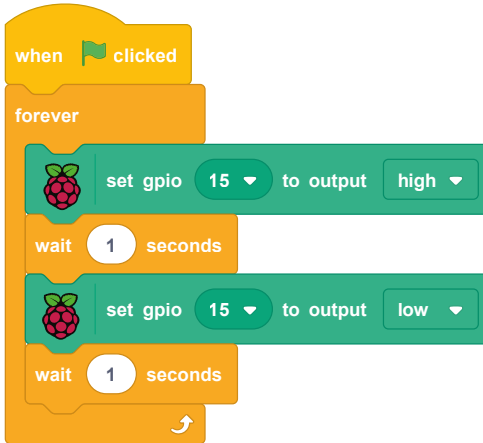 when clicked
forever
set gpio 15 to output high
wait 1 seconds
set gpio 15 to output low
wait 1 seconds